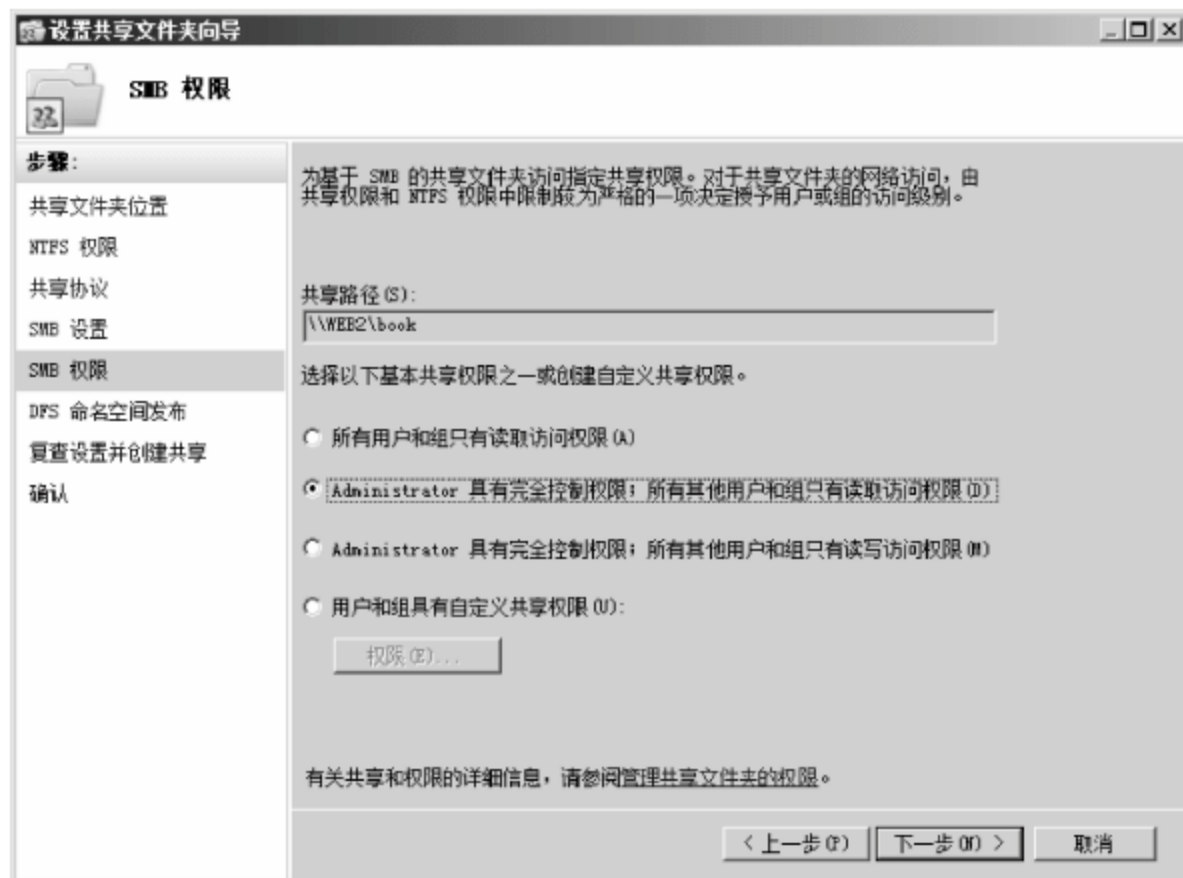 设置共享文件夹向导
SMB 权限
步骤:
共享文件夹位置
NTFS 权限
共享协议
SMB 设置
SMB 权限
DFS 命名空间发布
复查设置并创建共享
确认
为基于 SMB 的共享文件夹访问指定共享权限。对于共享文件夹的网络访问，由
共享权限和 NTFS 权限中限制较为严格的一项决定授予用户或组的访问级别。
共享路径(S):
\\WEB2\book
选择以下基本共享权限之一或创建自定义共享权限。
所有用户和组只有读取访问权限(A)
Administrator 具有完全控制权限；所有其他用户和组只有读取访问权限(D)
Administrator 具有完全控制权限；所有其他用户和组只有读写访问权限(M)
用户和组具有自定义共享权限(U):
权限(E)...
有关共享和权限的详细信息，请参阅管理共享文件夹的权限。
< 上一步(P)
下一步(N) >
取消